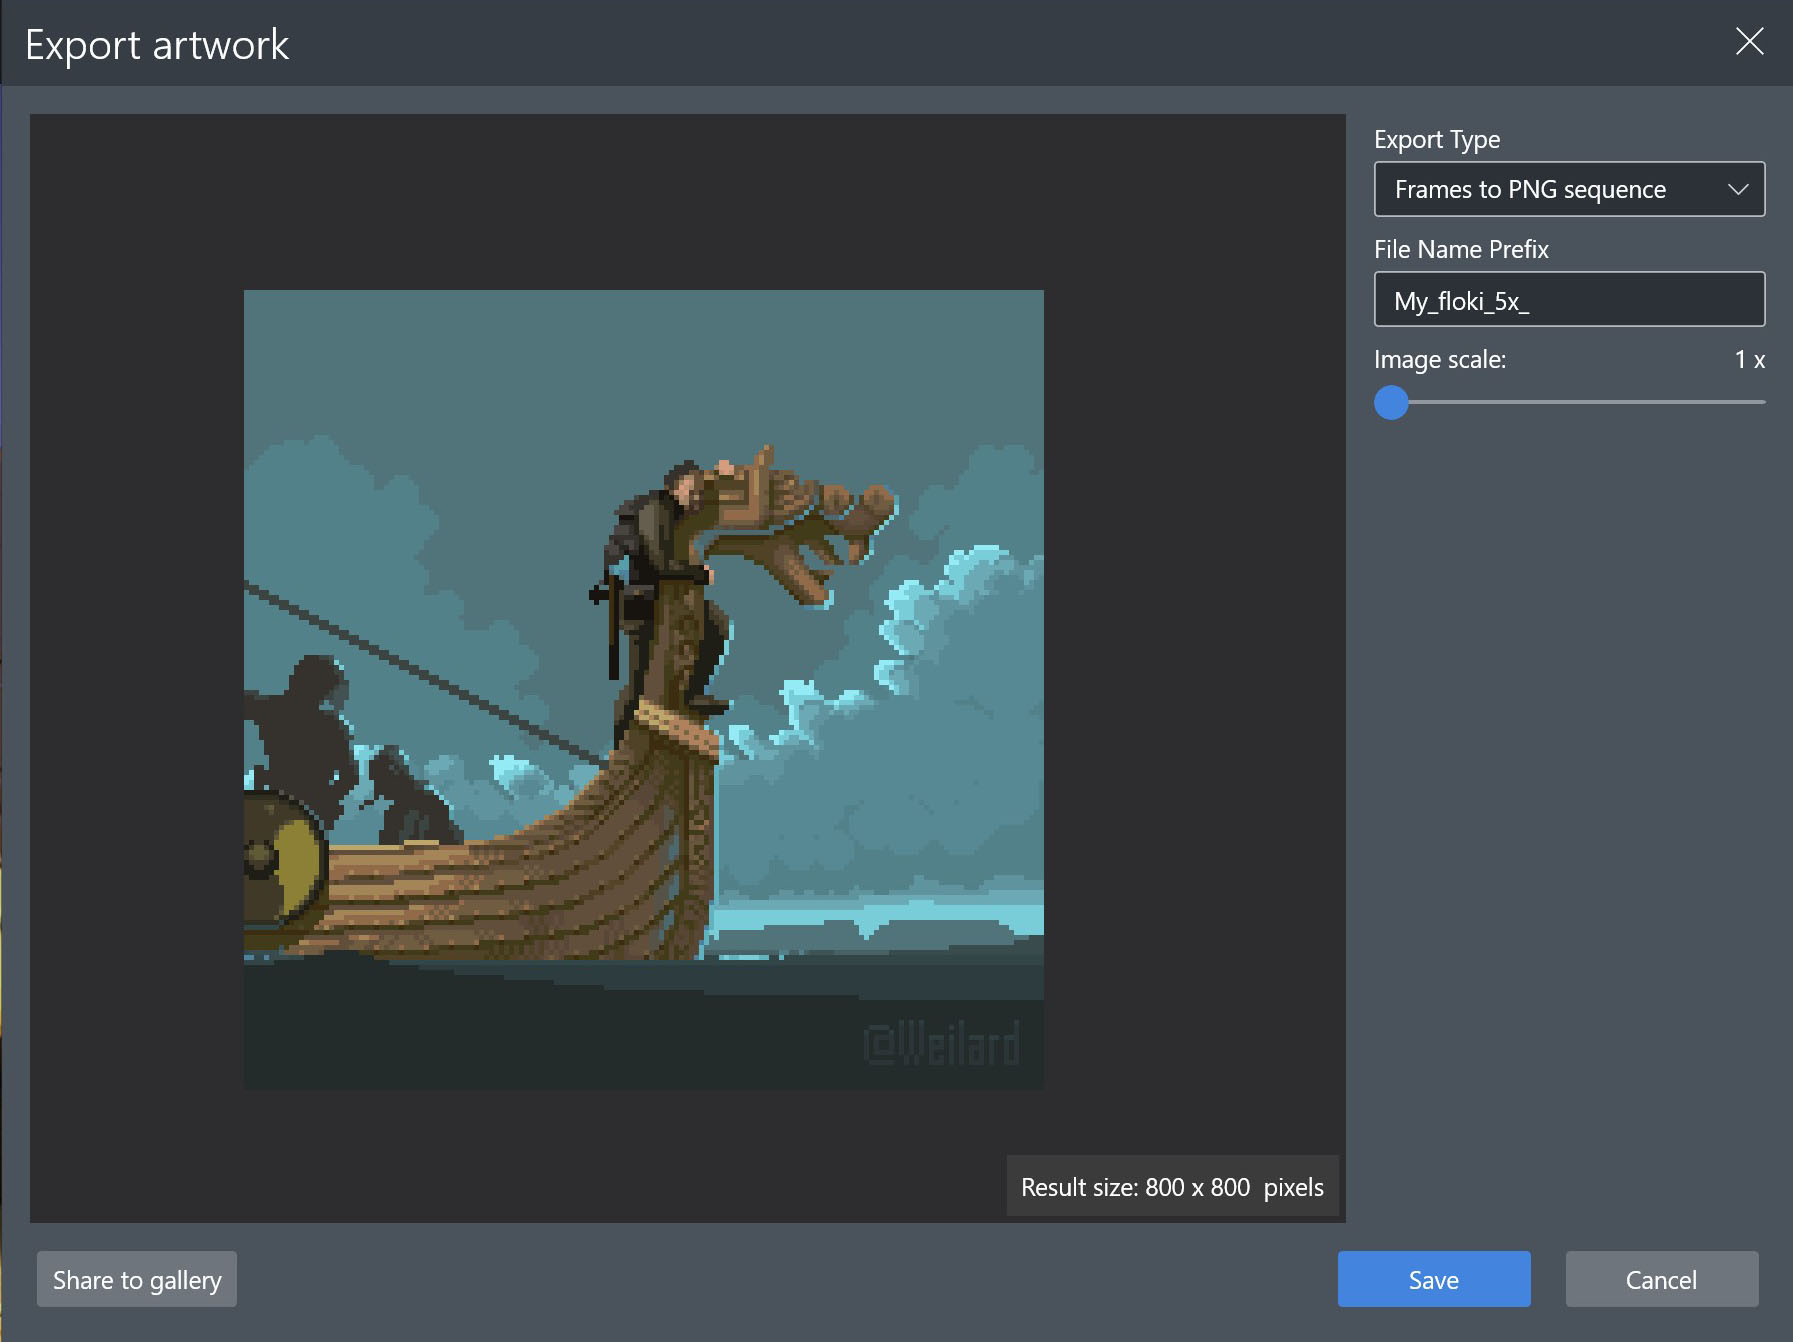 Export artwork
Export Type
Frames to PNG sequence
File Name Prefix
My_floki_5x_
Image scale: 1 x
@Weilard
Result size: 800 x 800 pixels
Share to gallery
Save
Cancel